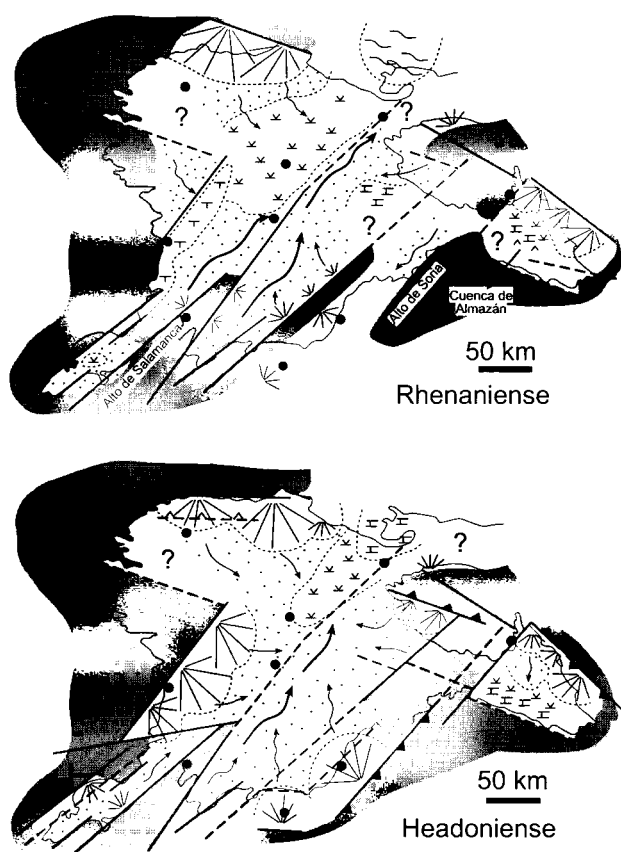 ?
?
?
?
Alto de Soria
Cuenca de
Almazán
Alto de Salamanca
50 km
Rhenaniense
?
?
50 km
Headoniense